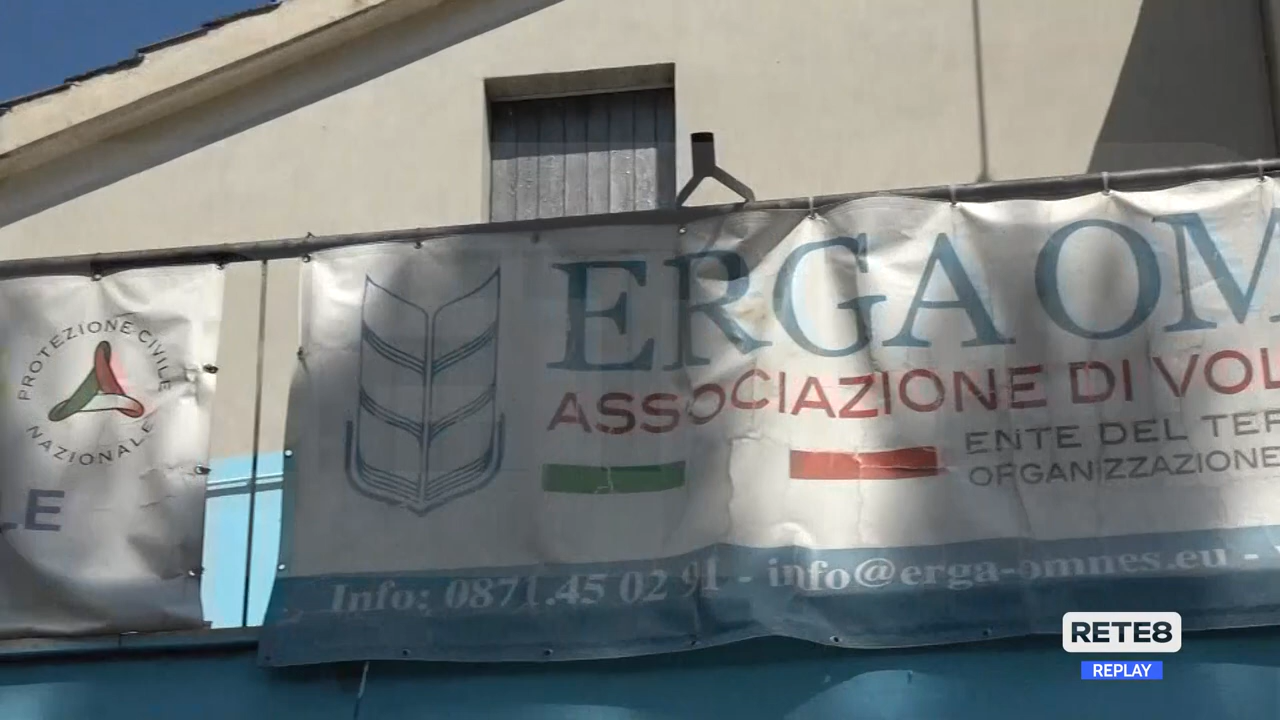 PROTEZIONE CIVILE
NAZIONALE
LE
ERGA OM
ASSOCIAZIONE DI VOL
ENTE DEL TER
ORGANIZZAZIONE
Info: 0871.45 02 91 - info@erga-omnes.eu -
RETE8
REPLAY